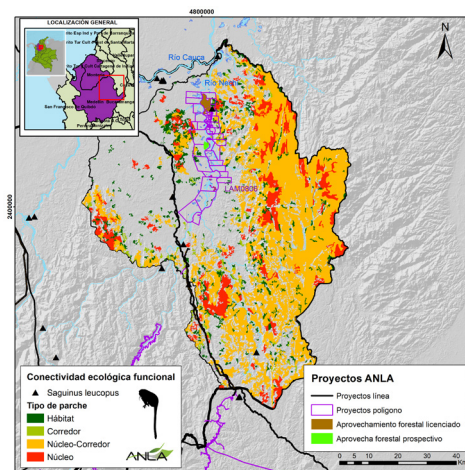 4800000
LOCALIZACIÓN GENERAL
N
Río Cauca
Río Nechí
2400000
AM0806
Conectividad ecológica funcional
Saguinus leucopus
Tipo de parche
Hábitat
Corredor
Núcleo-Corredor
Núcleo
ANLA
Proyectos ANLA
Proyectos línea
Proyectos polígono
Aprovechamiento forestal licenciado
Aprovecha forestal prospectivo
0 5 10 20 30 40